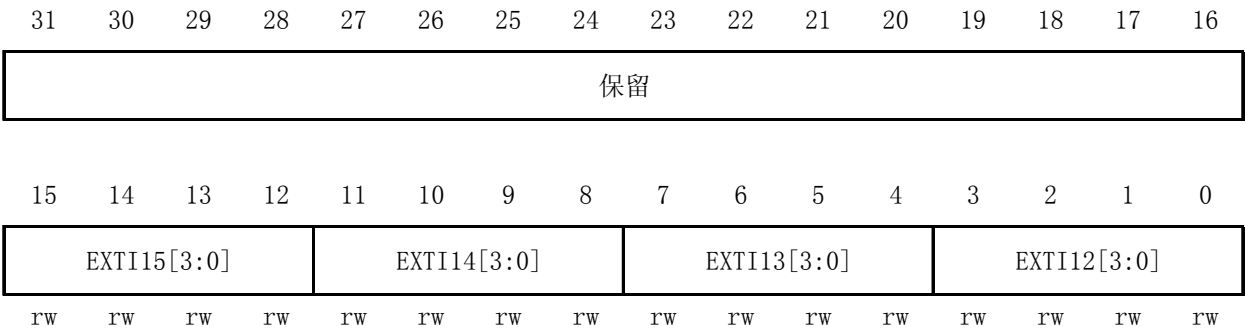 31 30 29 28 27 26 25 24 23 22 21 20 19 18 17 16
保留
15 14 13 12 11 10 9 8 7 6 5 4 3 2 1 0
EXTI15[3:0] EXTI14[3:0] EXTI13[3:0] EXTI12[3:0]
rw rw rw rw rw rw rw rw rw rw rw rw rw rw rw rw